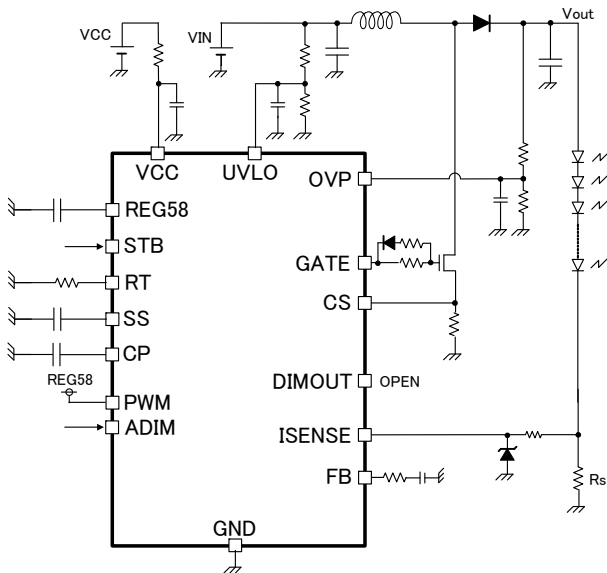 Vout
VCC
VIN
VCC
UVLO
OVP
REG58
STB
GATE
RT
CS
SS
CP
REG58
DIMOUT
OPEN
PWM
ADIM
ISENSE
FB
Rs
GND